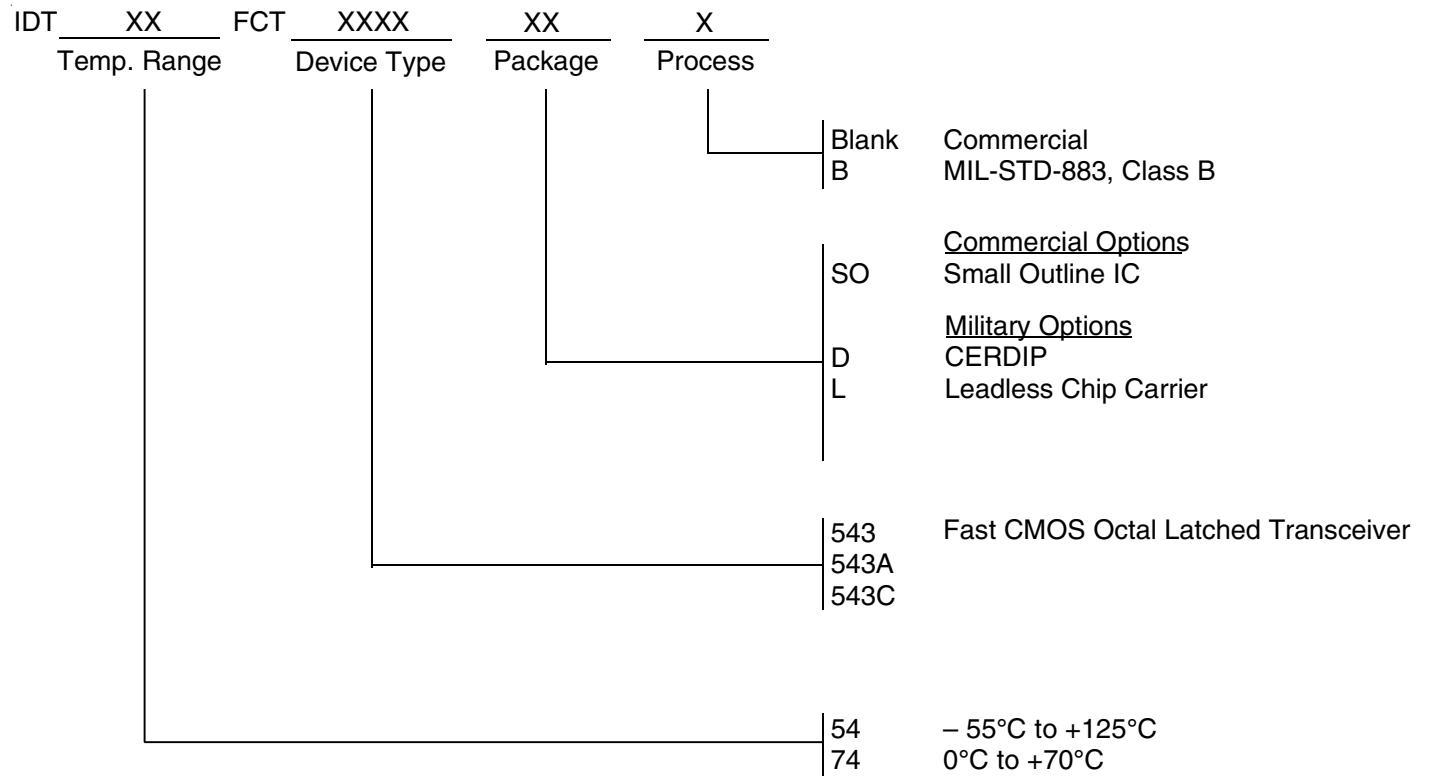 IDT XX FCT XXXX XX X
Temp. Range Device Type Package Process
Blank Commercial
B MIL-STD-883, Class B
Commercial Options
SO Small Outline IC
Military Options
D CERDIP
L Leadless Chip Carrier
543 Fast CMOS Octal Latched Transceiver
543A
543C
54 – 55°C to +125°C
74 0°C to +70°C